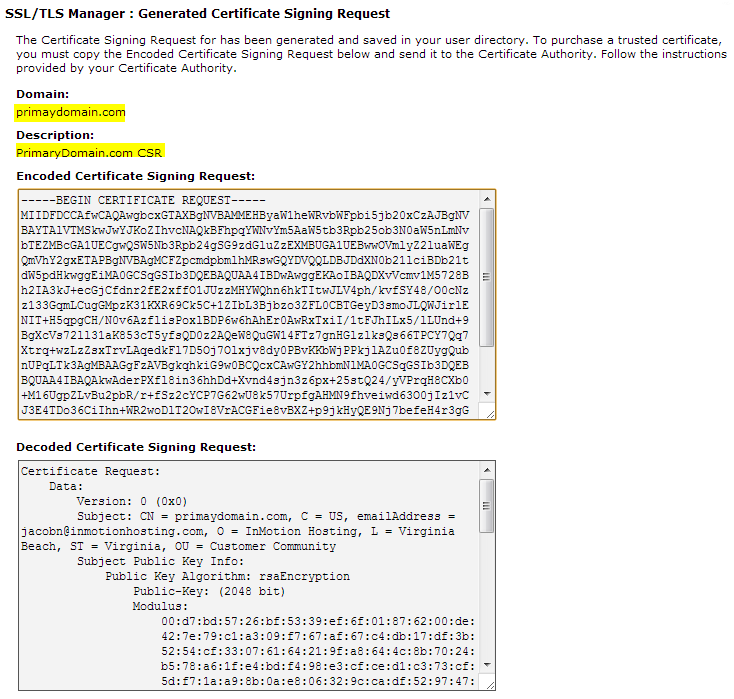 SSL/TLS Manager : Generated Certificate Signing Request
The Certificate Signing Request for has been generated and saved in your user directory. To purchase a trusted certificate,
you must copy the Encoded Certificate Signing Request below and send it to the Certificate Authority. Follow the instructions
provided by your Certificate Authority.
Domain:
primaydomain.com
Description:
PrimaryDomain.com CSR
Encoded Certificate Signing Request:
-----BEGIN CERTIFICATE REQUEST-----
MIIDFDCCAfwCAQAwgbcxGTAXBgNVBAMMEHByaW1heWRvbWFpbi5jb20xCzAJBgNV
BAYTAlVTMSkwJwYJKoZIhvcNAQkBFhpqYWNvYm5AaW5tb3Rpb25ob3N0aW5nLmNv
bTEZMBcGA1UECgwQSW5Nb3Rpb24gSG9zdGluZzEXMBUGA1UEBwwOVmlyZ2luaWEg
QmVhY2gxETAPBgNVBAgMCFZpcmdpbmlhMRswGQYDVQQLDBJDdXN0b21lciBDb21t
dW5pdHkwggEiMA0GCSqGSIb3DQEBAQUAA4IBDwAwggEKAoIBAQDXvVcmv1M5728B
h2IA3kJ+ecGjCfdnr2fE2xffO1JUzzMHYWQhn6hkTItwJLV4ph/kvfSY48/O0cNz
z133GqmLCugGMpzK31KXR69Ck5C+1ZIbL3Bjbzo3ZFL0CBTGeyD3smoJLQWJirlE
NIT+H5qpgCH/N0v6AzflisPoxlBDP6w6hAhEr0AwRxTxiI/1tFJhILx5/lLUnd+9
BgXcVs72ll31aK853cT5yfsQD0z2AQeW8QuGW14FTz7gnHGlzlksQs66TPCY7Qq7
Xtrq+wzLzZsxTrvLAqedkFl7D5Oj7Olxjv8dy0PBvKKbWjPPkjlAZu0f8ZUygQub
nUPqLTk3AgMBAAGgFzAVBgkqhkiG9w0BCQcxCAwGY2hhbmNlMA0GCSqGSIb3DQEB
BQUAA4IBAQAkwAderPXfl8in36hhDd+Xvnd4sjn3z6px+25stQ24/yVPrqH8CXb0
+M16UgpZLvBu2pbR/r+fSz2cYCP7G62wU8k57UrpfgAHMN9fhveiwd63O0jIz1vC
J3E4TDo36CiIhn+WR2woDlT2OwI8VrACGFie8vBXZ+p9jkHyQE9Nj7befeH4r3gG
Decoded Certificate Signing Request:
Certificate Request:
Data:
Version: 0 (0x0)
Subject: CN = primaydomain.com, C = US, emailAddress =
jacobn@inmotionhosting.com, O = InMotion Hosting, L = Virginia
Beach, ST = Virginia, OU = Customer Community
Subject Public Key Info:
Public Key Algorithm: rsaEncryption
Public-Key: (2048 bit)
Modulus:
00:d7:bd:57:26:bf:53:39:ef:6f:01:87:62:00:de:
42:7e:79:c1:a3:09:f7:67:af:67:c4:db:17:df:3b:
52:54:cf:33:07:61:64:21:9f:a8:64:4c:8b:70:24:
b5:78:a6:1f:e4:bd:f4:98:e3:cf:ce:d1:c3:73:cf:
5d:f7:1a:a9:8b:0a:e8:06:32:9c:ca:df:52:97:47: